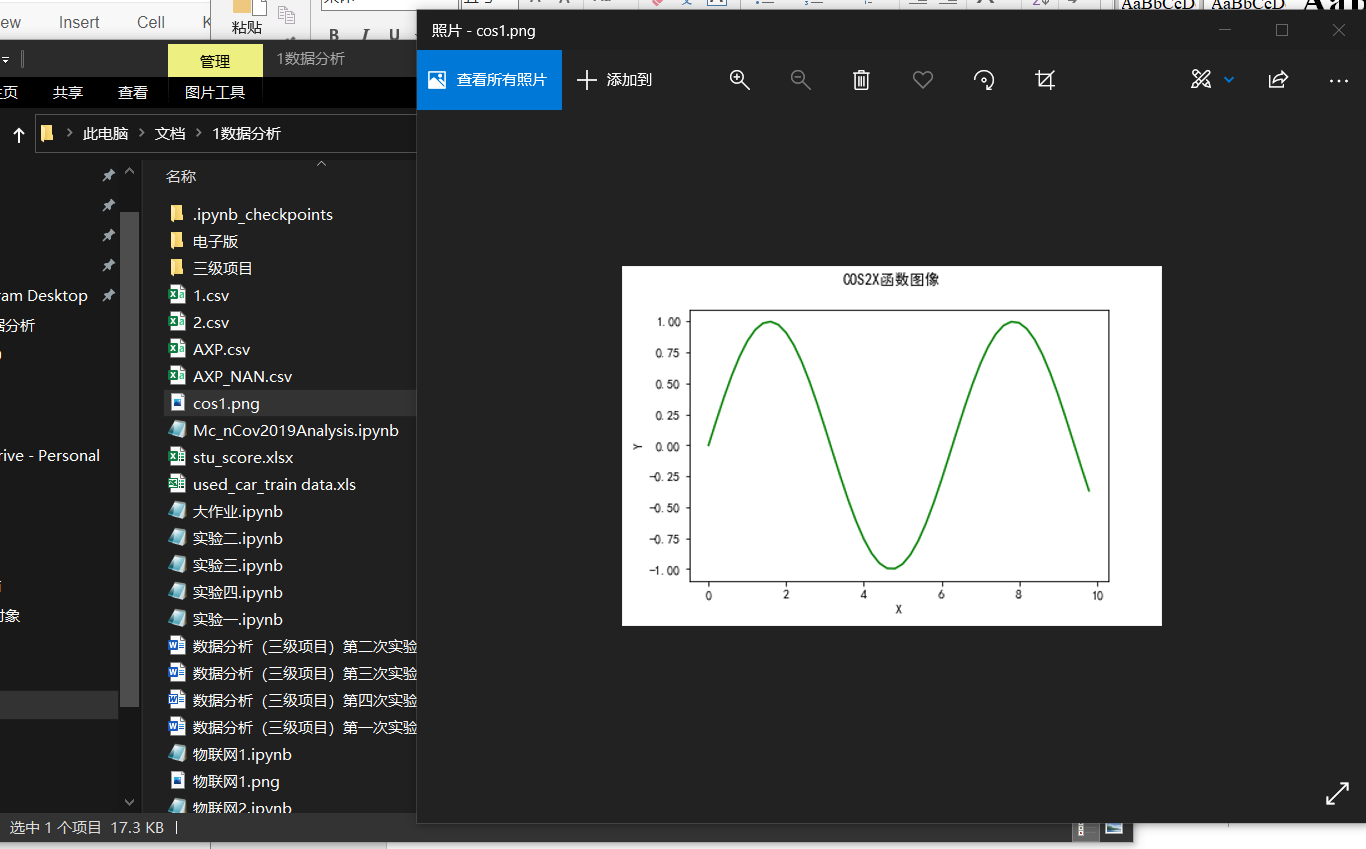 Insert
Cell
粘贴
B I U
AaBbCcD
AaBbCcD
照片 - cos1.png
管理
1数据分析
共享
查看
图片工具
查看所有照片
添加到
此电脑
文档
1数据分析
名称
.ipynb_checkpoints
电子版
三级项目
1.csv
2.csv
AXP.csv
AXP_NAN.csv
cos1.png
Mc_nCov2019Analysis.ipynb
stu_score.xlsx
used_car_train data.xls
大作业.ipynb
实验二.ipynb
实验三.ipynb
实验四.ipynb
实验一.ipynb
数据分析（三级项目）第二次实验
数据分析（三级项目）第三次实验
数据分析（三级项目）第四次实验
数据分析（三级项目）第一次实验
物联网1.ipynb
物联网1.png
物联网2.ipynb
Desktop
分析
- Personal
选中 1 个项目 17.3 KB
COS2X函数图像
1.00
0.75
0.50
0.25
0.00
-0.25
-0.50
-0.75
-1.00
Y
0 2 4 6 8 10
X